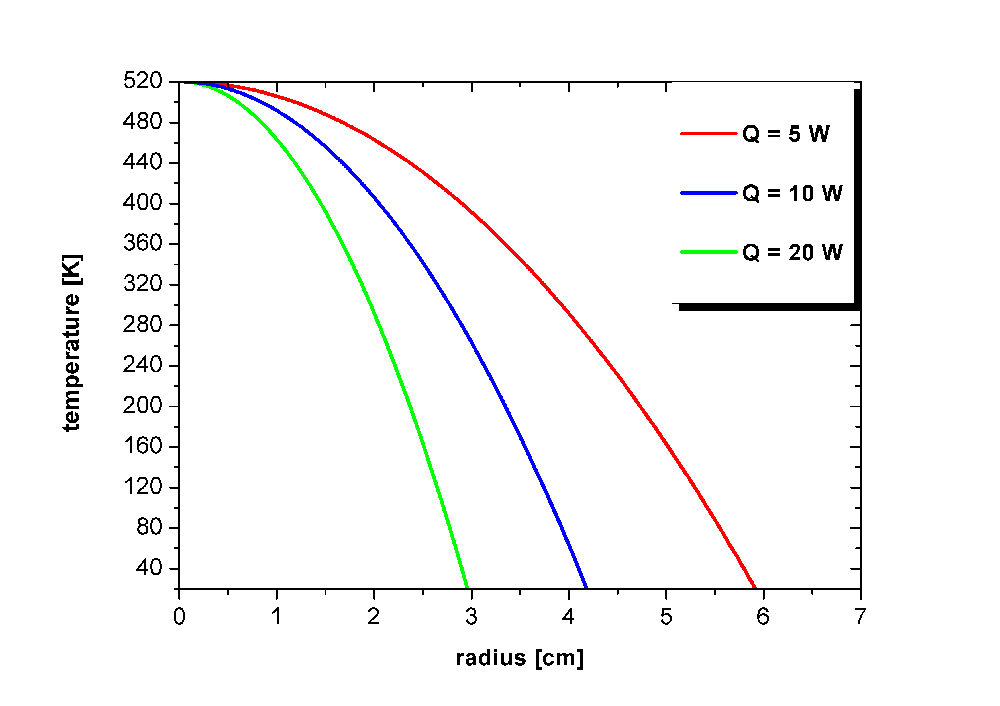 520
480
440
400
360
320
280
240
200
160
120
80
40
temperature [K]
Q = 5 W
Q = 10 W
Q = 20 W
0 1 2 3 4 5 6 7
radius [cm]